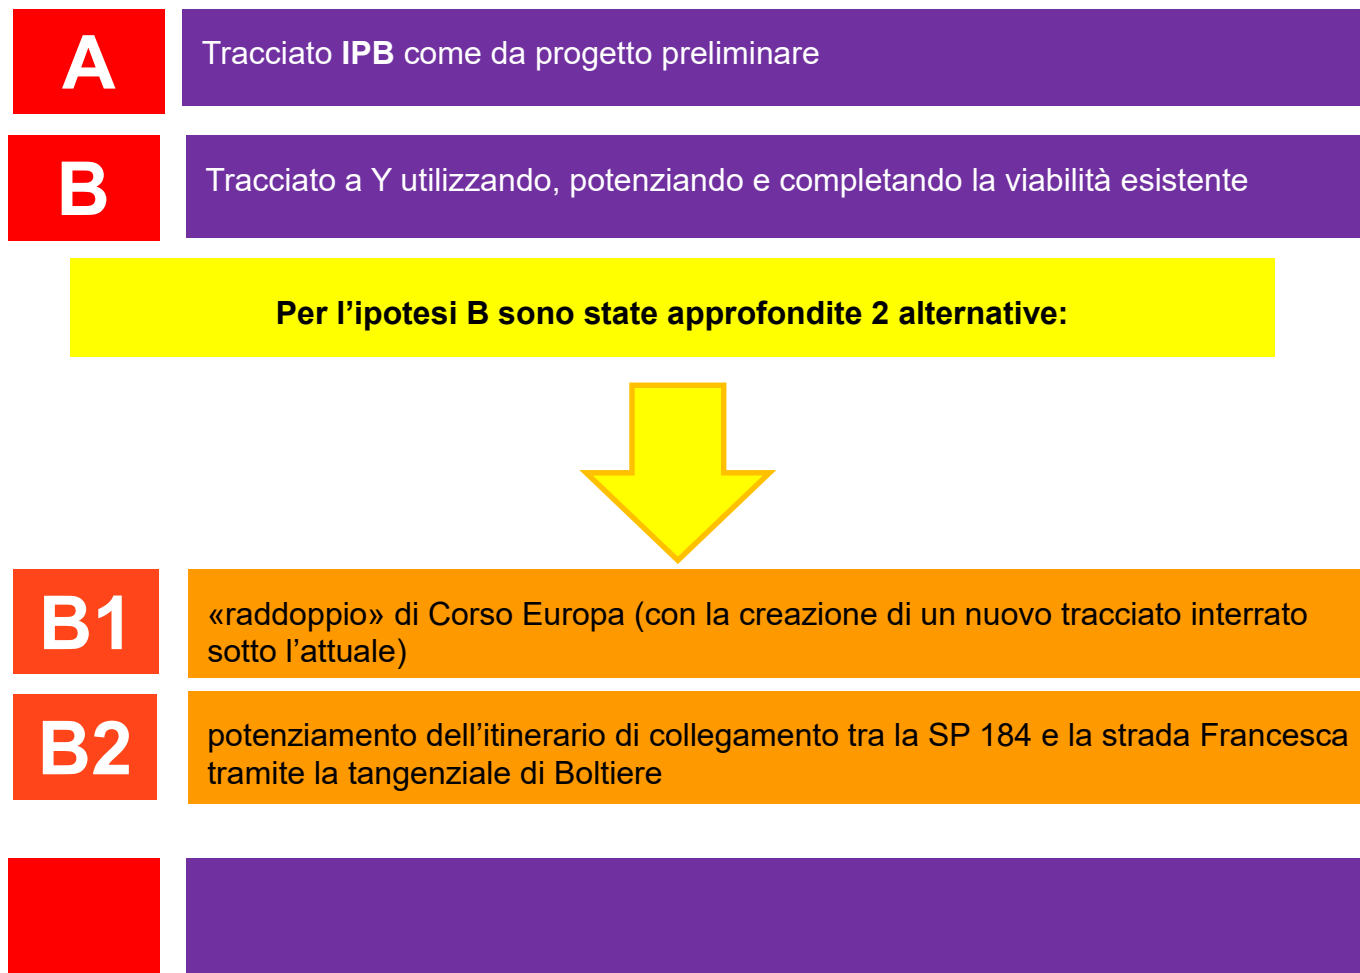 A
Tracciato IPB come da progetto preliminare
B
Tracciato a Y utilizzando, potenziando e completando la viabilità esistente
Per l’ipotesi B sono state approfondite 2 alternative:
B1
«raddoppio» di Corso Europa (con la creazione di un nuovo tracciato interrato
sotto l’attuale)
B2
potenziamento dell’itinerario di collegamento tra la SP 184 e la strada Francesca
tramite la tangenziale di Boltiere